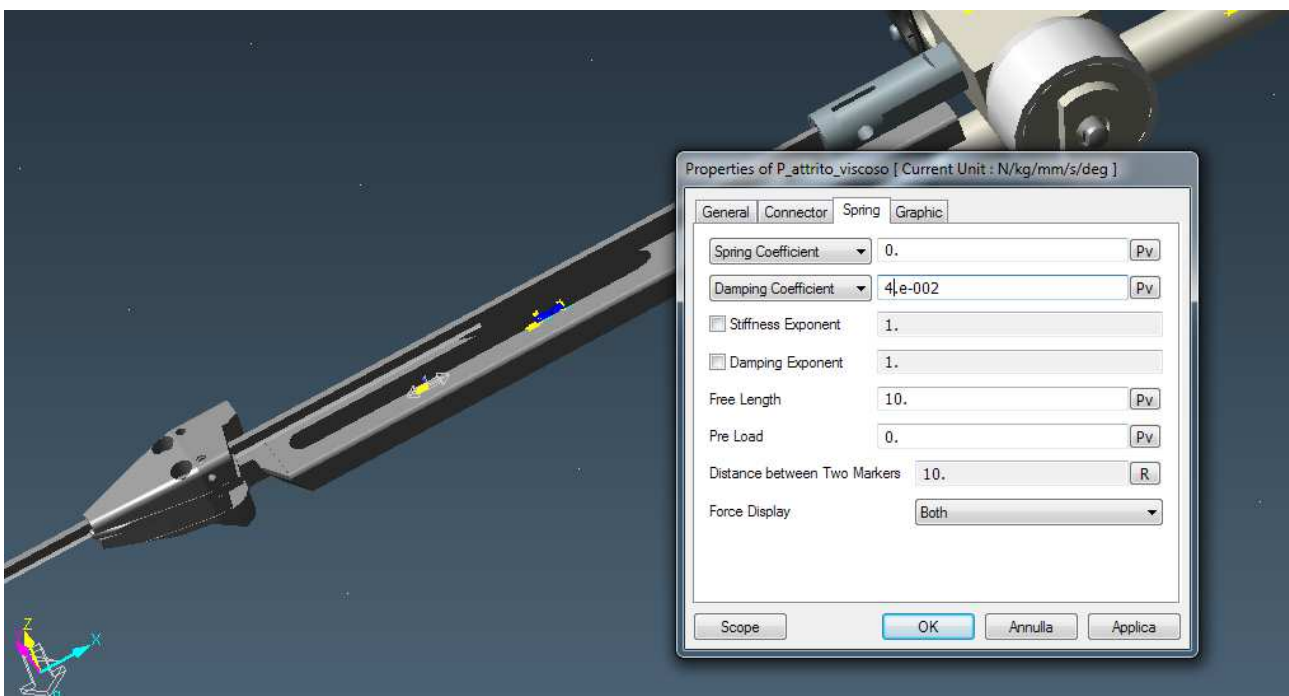 Properties of P_attrito_viscoso [ Current Unit : N/kg/mm/s/deg ]
General Connector Spring Graphic
Spring Coefficient 0. Pv
Damping Coefficient 4.e-002 Pv
Stiffness Exponent 1.
Damping Exponent 1.
Free Length 10. Pv
Pre Load 0. Pv
Distance between Two Markers 10. R
Force Display Both
Scope OK Annulla Applica
Z
X